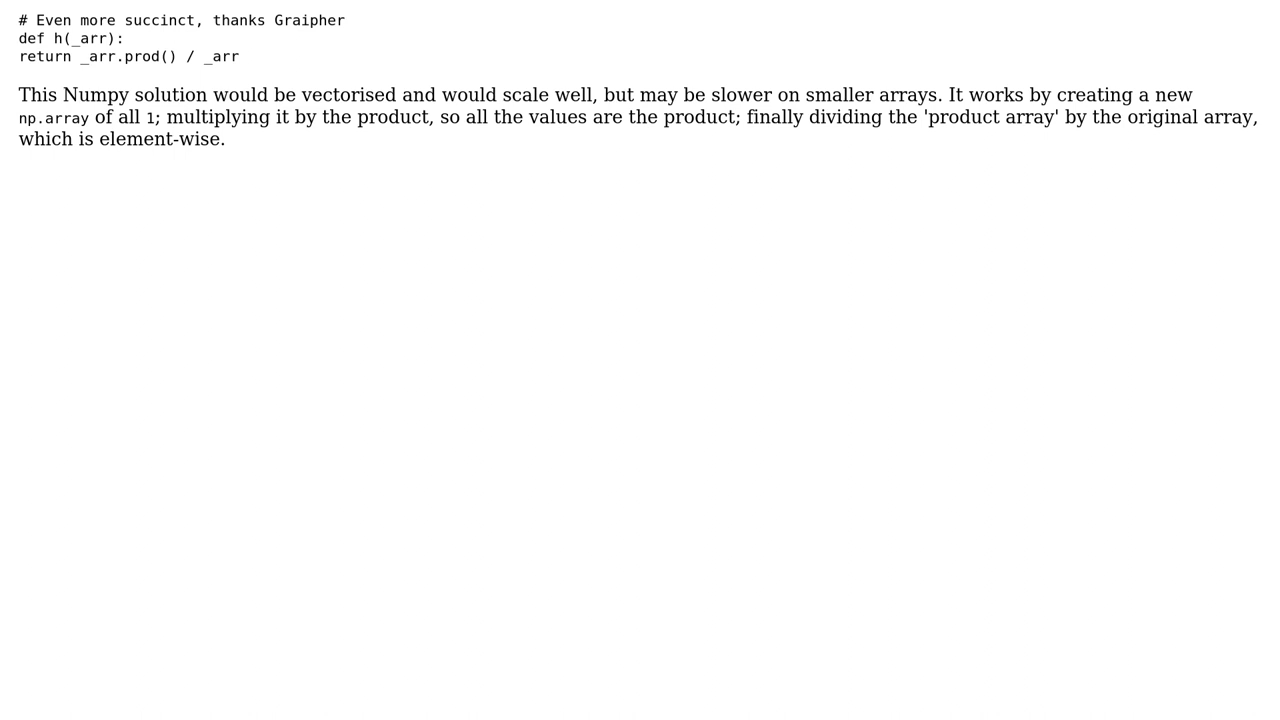 # Even more succinct, thanks Graipher
def h(_arr):
return _arr.prod() / _arr
This Numpy solution would be vectorised and would scale well, but may be slower on smaller arrays. It works by creating a new
np.array of all 1; multiplying it by the product, so all the values are the product; finally dividing the 'product array' by the original array,
which is element-wise.